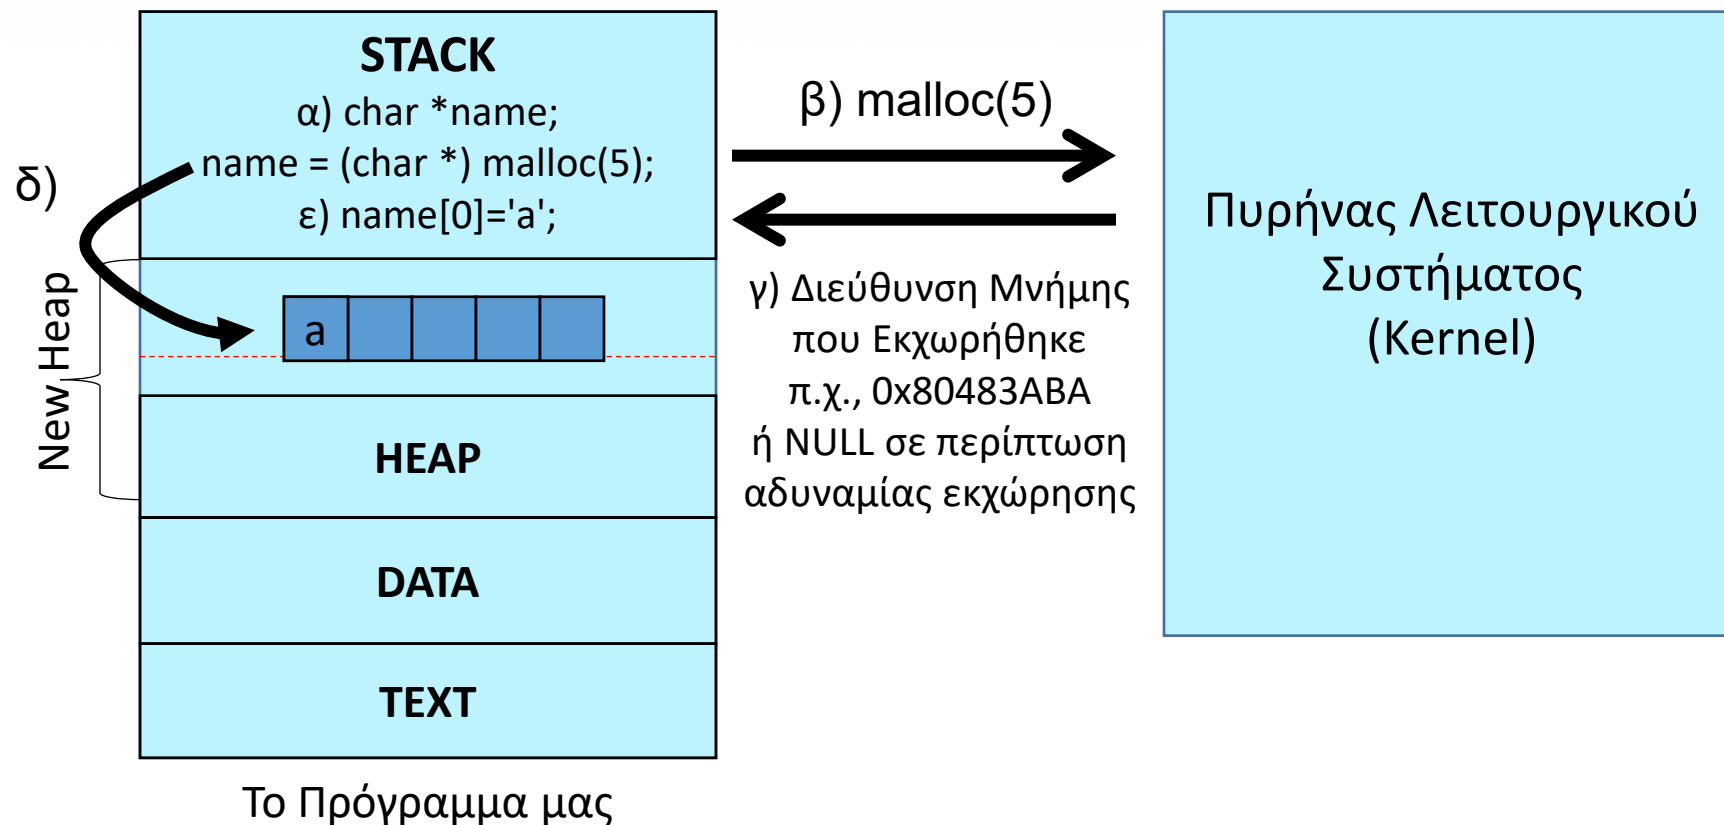 STACK
α) char *name;
name = (char *) malloc(5);
ε) name[0]='a';
δ)
New Heap
a
HEAP
DATA
TEXT
Το Πρόγραμμα μας
β) malloc(5)
γ) Διεύθυνση Μνήμης
που Εκχωρήθηκε
π.χ., 0x80483ABA
ή NULL σε περίπτωση
αδυναμίας εκχώρησης
Πυρήνας Λειτουργικού
Συστήματος
(Kernel)